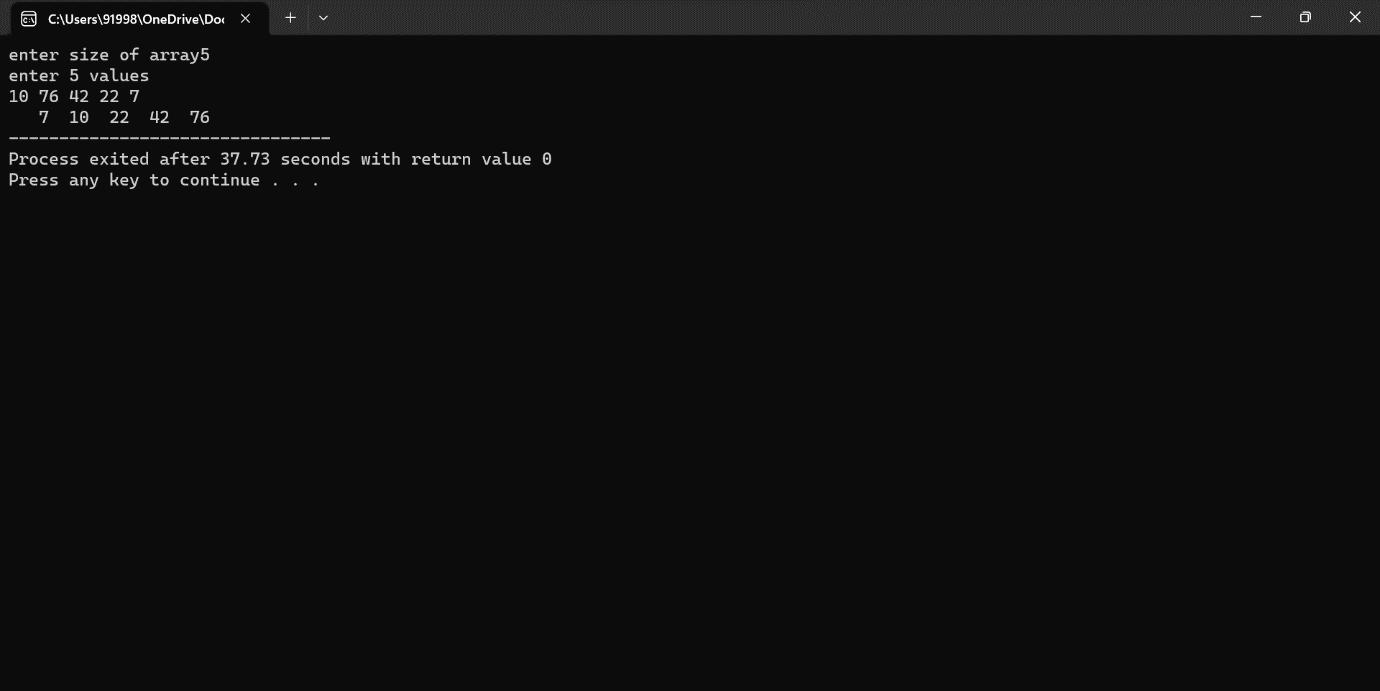 C:\Users\91998\OneDrive\Doc
enter size of array5
enter 5 values
10 76 42 22 7
   7  10  22  42  76
--------------------------------
Process exited after 37.73 seconds with return value 0
Press any key to continue . . .